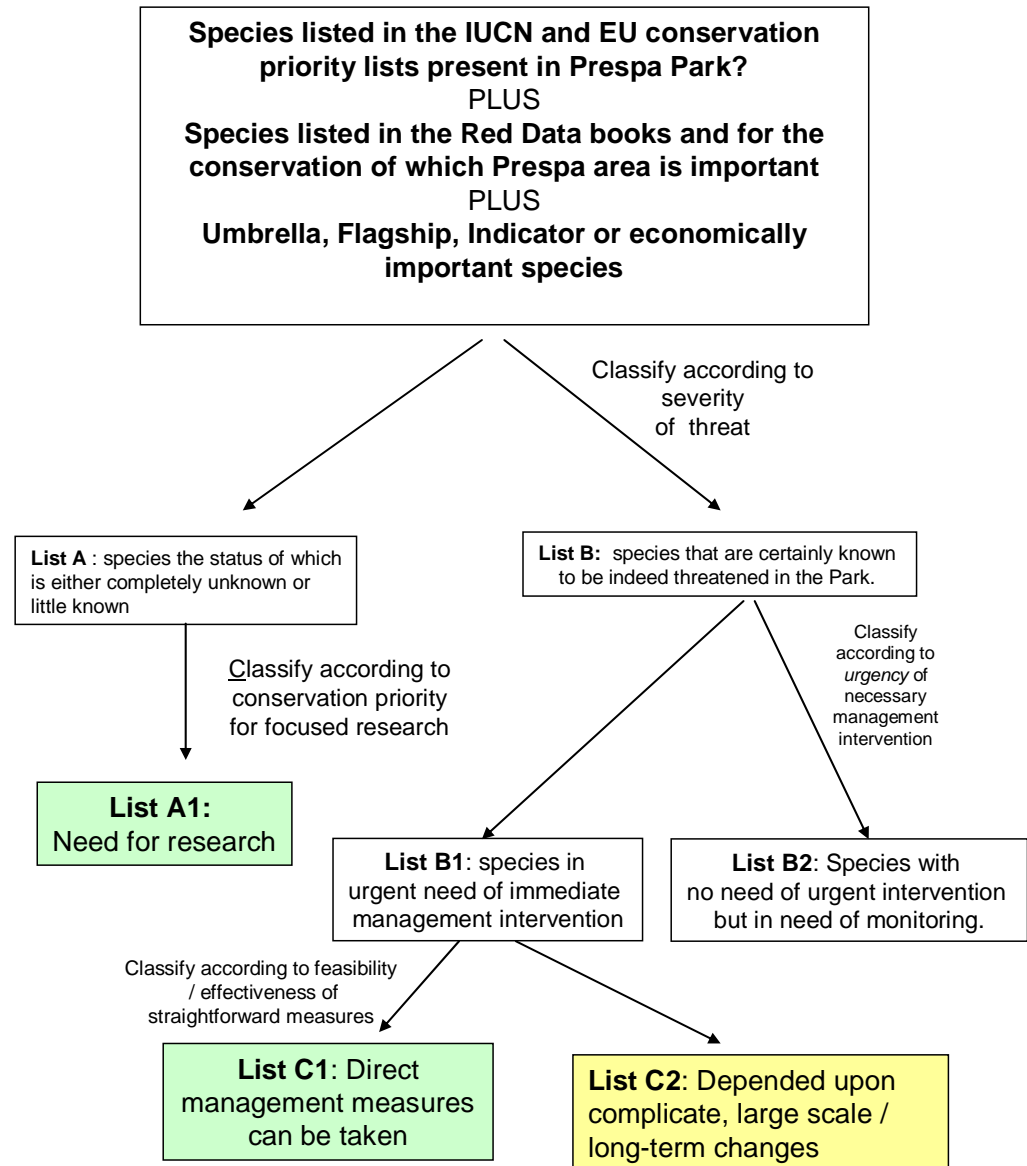 Species listed in the IUCN and EU conservation
priority lists present in Prespa Park?
PLUS
Species listed in the Red Data books and for the
conservation of which Prespa area is important
PLUS
Umbrella, Flagship, Indicator or economically
important species
Classify according to
severity
of threat
List A : species the status of which
is either completely unknown or
little known
List B: species that are certainly known
to be indeed threatened in the Park.
Classify according to
conservation priority
for focused research
Classify
according to
urgency of
necessary
management
intervention
List A1:
Need for research
List B1: species in
urgent need of immediate
management intervention
List B2: Species with
no need of urgent intervention
but in need of monitoring.
Classify according to feasibility
/ effectiveness of
straightforward measures
List C1: Direct
management measures
can be taken
List C2: Depended upon
complicate, large scale /
long-term changes